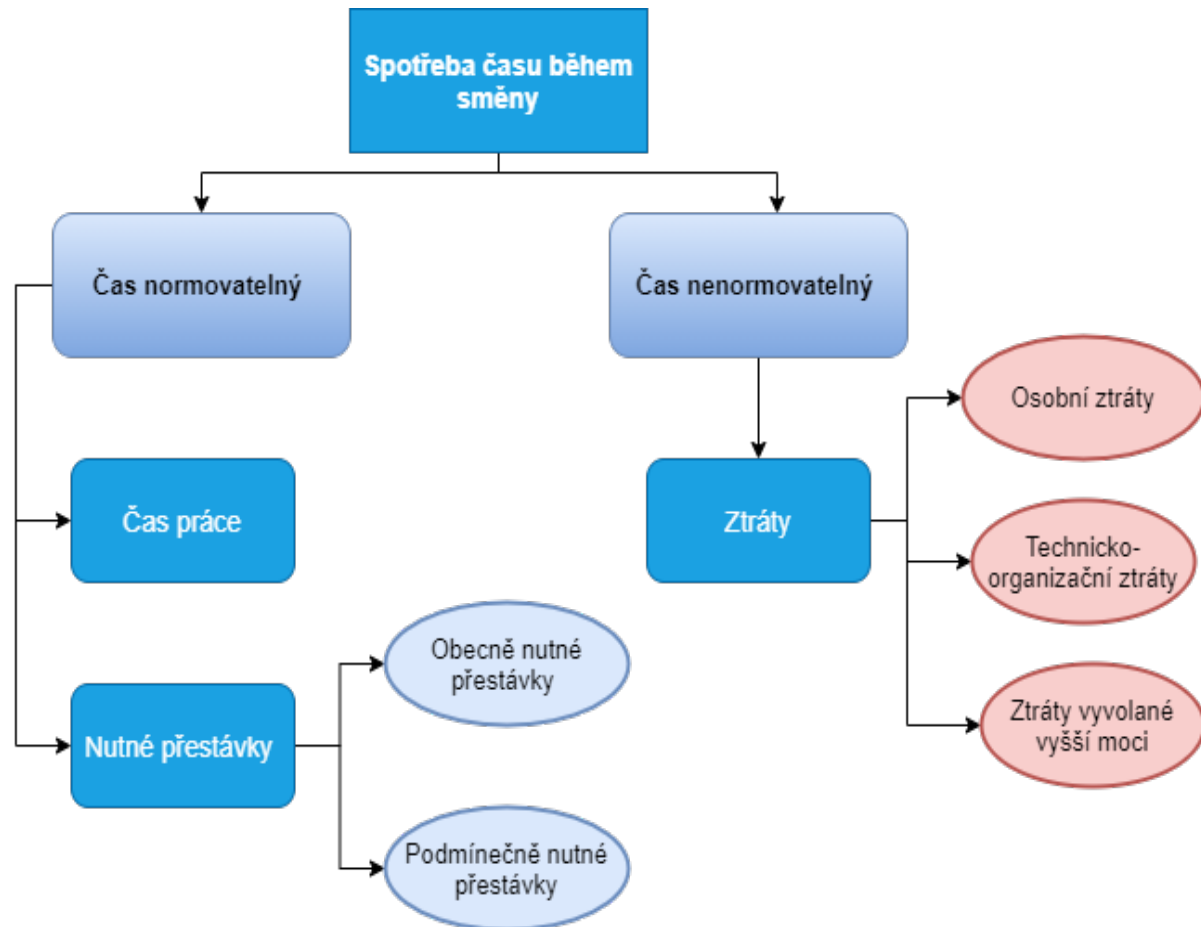 Spotřeba času během
směny
Čas normovatelný
Čas nenormovatelný
Osobní ztráty
Čas práce
Ztráty
Technicko-
organizační ztráty
Obecně nutné
přestávky
Nutné přestávky
Ztráty vyvolané
vyšší moci
Podmínečně nutné
přestávky